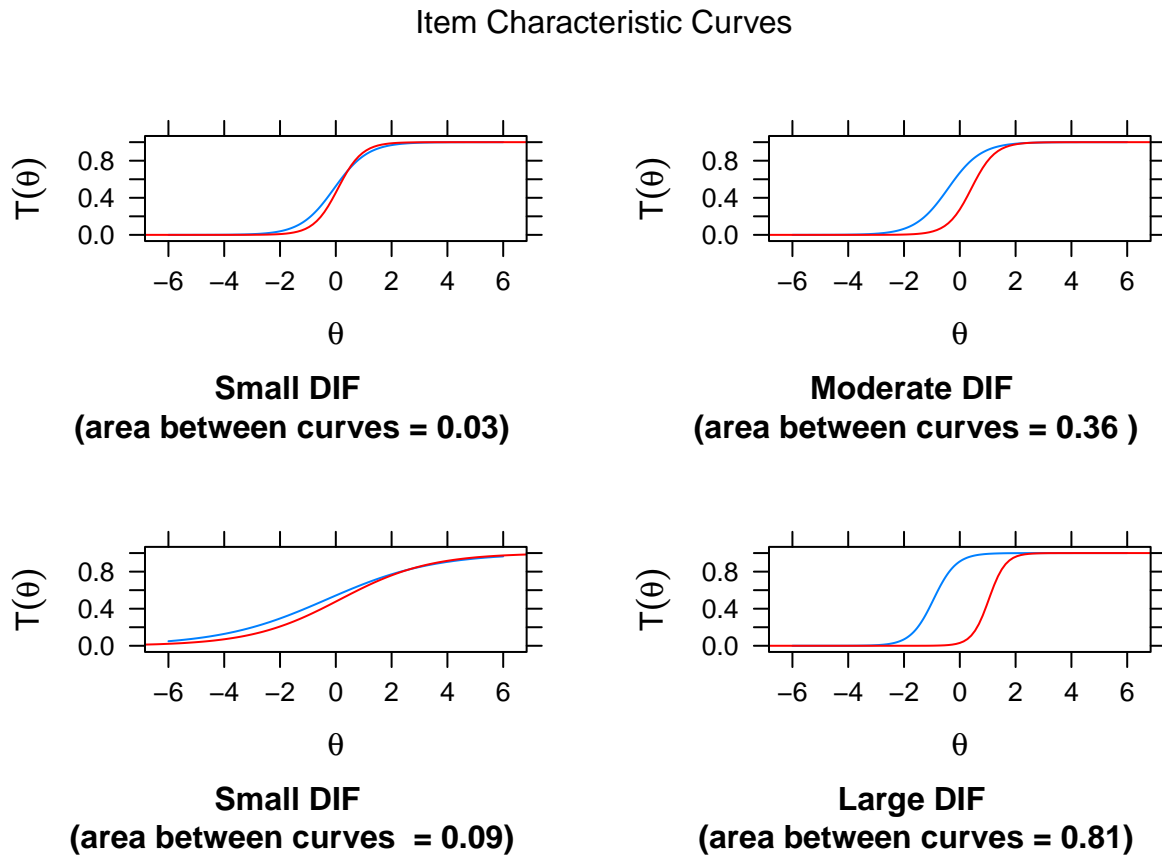 Item Characteristic Curves
T(θ)
0.8
0.4
0.0
−6 −4 −2 0 2 4 6
θ
Small DIF
(area between curves = 0.03)
T(θ)
0.8
0.4
0.0
−6 −4 −2 0 2 4 6
θ
Moderate DIF
(area between curves = 0.36 )
T(θ)
0.8
0.4
0.0
−6 −4 −2 0 2 4 6
θ
Small DIF
(area between curves  = 0.09)
T(θ)
0.8
0.4
0.0
−6 −4 −2 0 2 4 6
θ
Large DIF
(area between curves = 0.81)